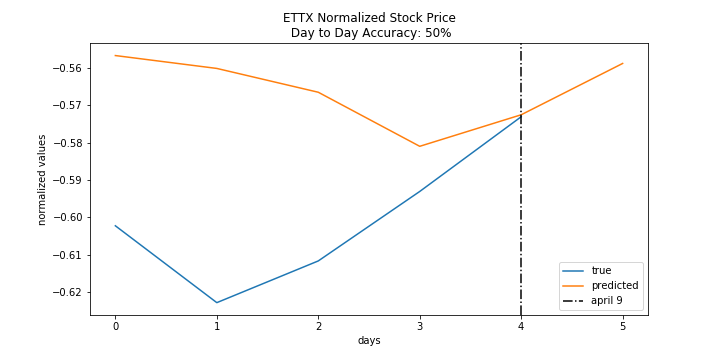 ETTX Normalized Stock Price
Day to Day Accuracy: 50%
normalized values
−0.56
−0.57
−0.58
−0.59
−0.60
−0.61
−0.62
true
predicted
april 9
0 1 2 3 4 5
days